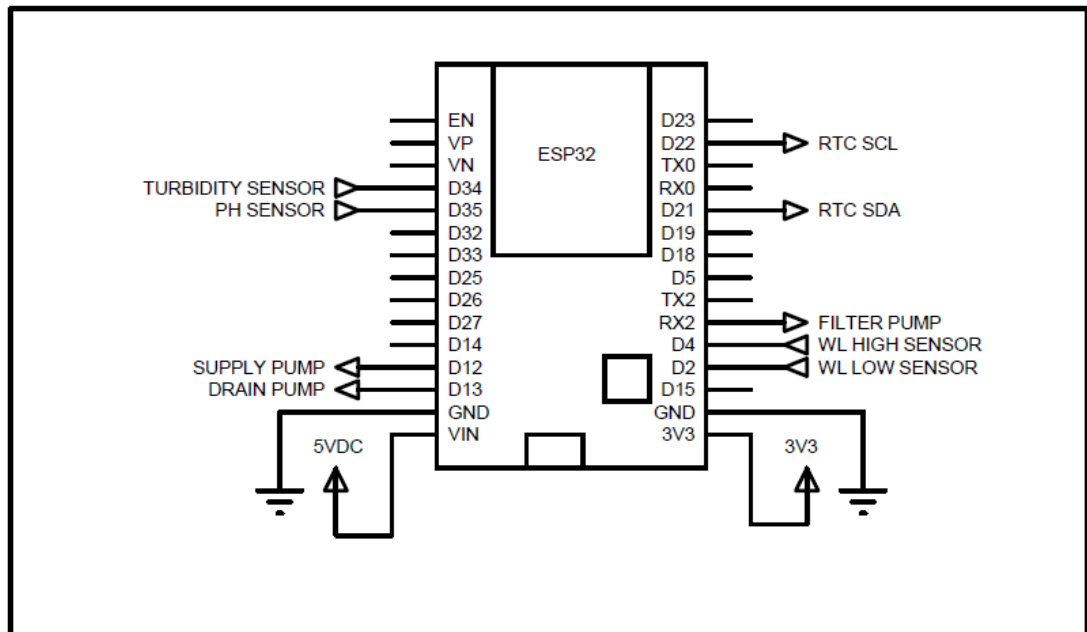 ESP32
EN
VP
VN
TURBIDITY SENSOR D34
PH SENSOR D35
D32
D33
D25
D26
D27
D14
SUPPLY PUMP D12
DRAIN PUMP D13
GND
VIN
5VDC
D23
D22 RTC SCL
TX0
RX0
D21 RTC SDA
D19
D18
D5
TX2
RX2 FILTER PUMP
D4 WL HIGH SENSOR
D2 WL LOW SENSOR
D15
GND
3V3
3V3